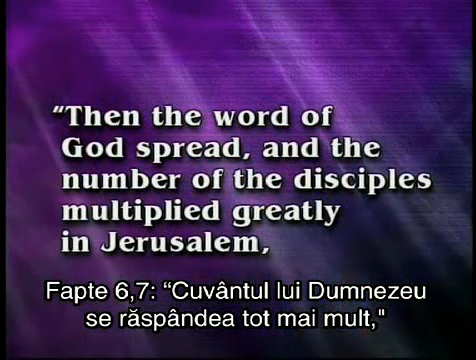 “Then the word of
God spread, and the
number of the disciples
multiplied greatly
in Jerusalem,
Fapte 6,7: “Cuvântul lui Dumnezeu
se răspândea tot mai mult,"